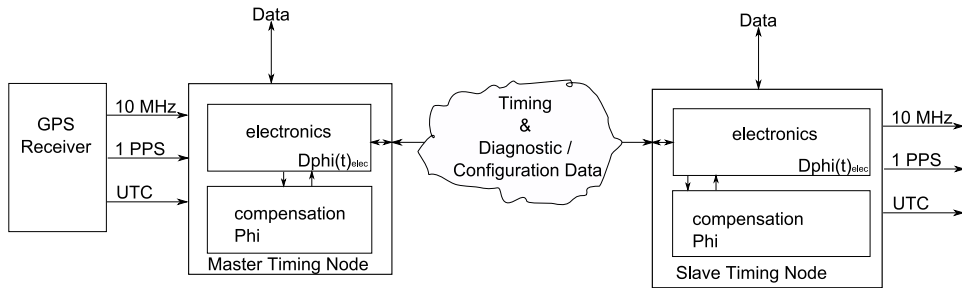 Data
Data
GPS
Receiver
10 MHz
1 PPS
UTC
electronics
Dphi(t)elec
compensation
Phi
Master Timing Node
Timing
&
Diagnostic /
Configuration Data
electronics
Dphi(t)elec
compensation
Phi
Slave Timing Node
10 MHz
1 PPS
UTC